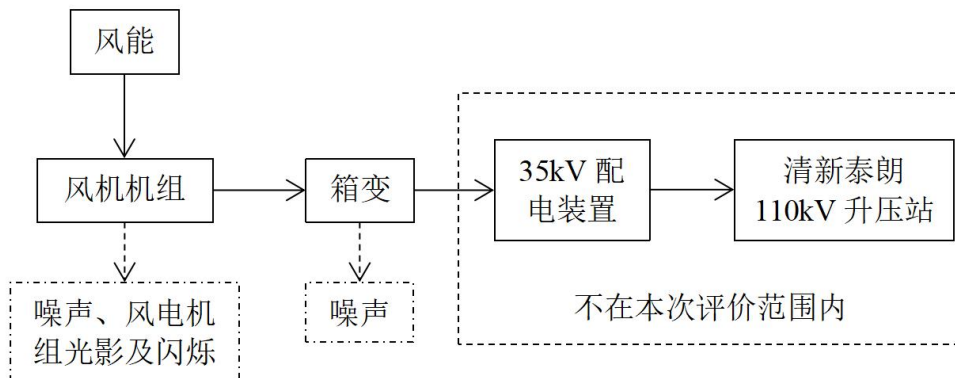 风能
风机机组
箱变
35kV 配
电装置
清新泰朗
110kV 升压站
噪声、风电机
组光影及闪烁
噪声
不在本次评价范围内